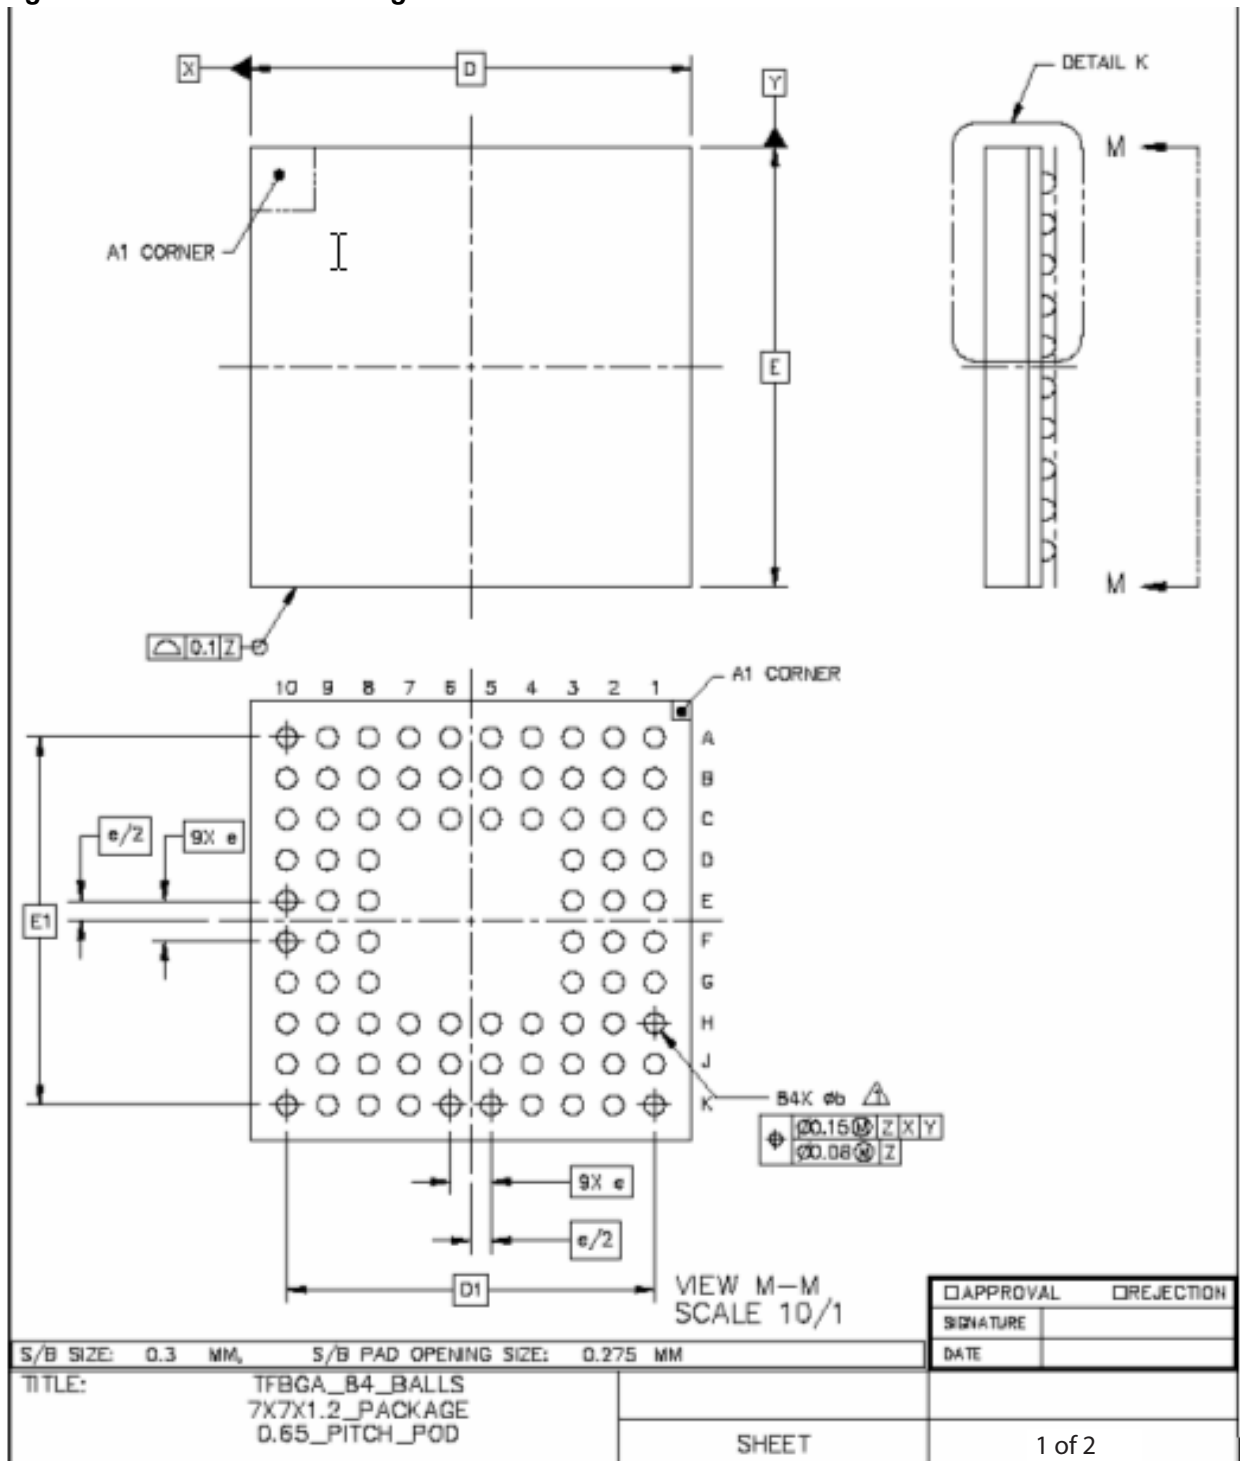 X
D
Y
DETAIL K
M
A1 CORNER
E
M
0.1 Z
A1 CORNER
10 9 8 7 6 5 4 3 2 1
A
B
C
e/2
9X e
D
E
E1
F
G
H
J
K
84X øb 1
Ø0.15 M Z X Y
Ø0.08 M Z
9X e
e/2
D1
VIEW M-M
SCALE 10/1
□APPROVAL □REJECTION
SIGNATURE
DATE
S/B SIZE: 0.3 MM, S/B PAD OPENING SIZE: 0.275 MM
TITLE:
TFBGA_84_BALLS
7X7X1.2_PACKAGE
0.65_PITCH_POD
SHEET
1 of 2